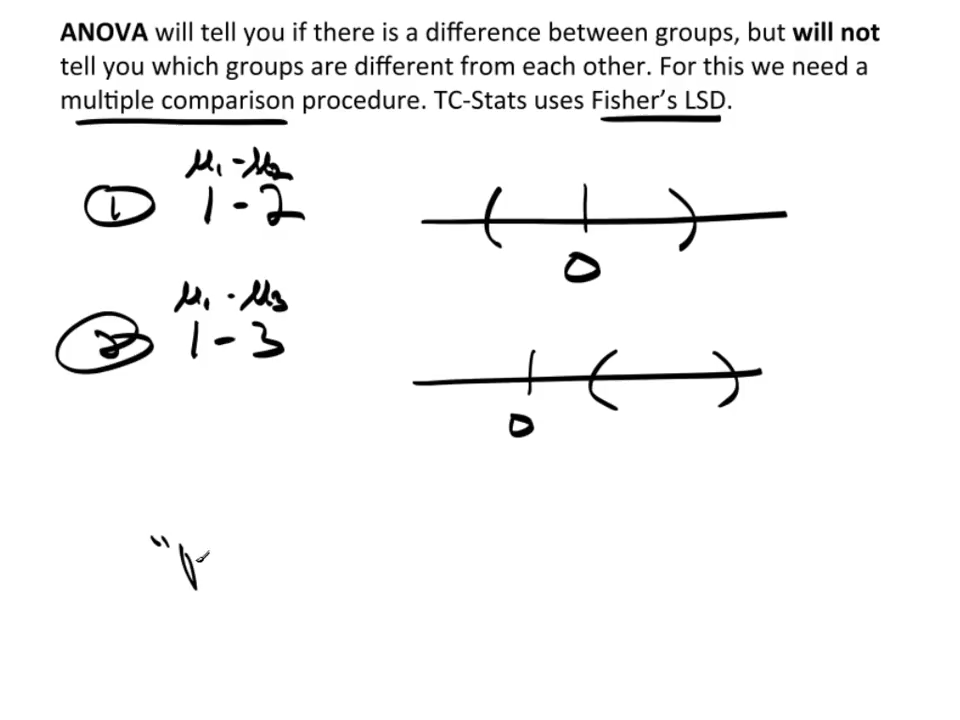 ANOVA will tell you if there is a difference between groups, but will not
tell you which groups are different from each other. For this we need a
multiple comparison procedure. TC-Stats uses Fisher's LSD.
μ₁ - μ₂
1 1 - 2
0
μ₁ - μ₃
2 1 - 3
0